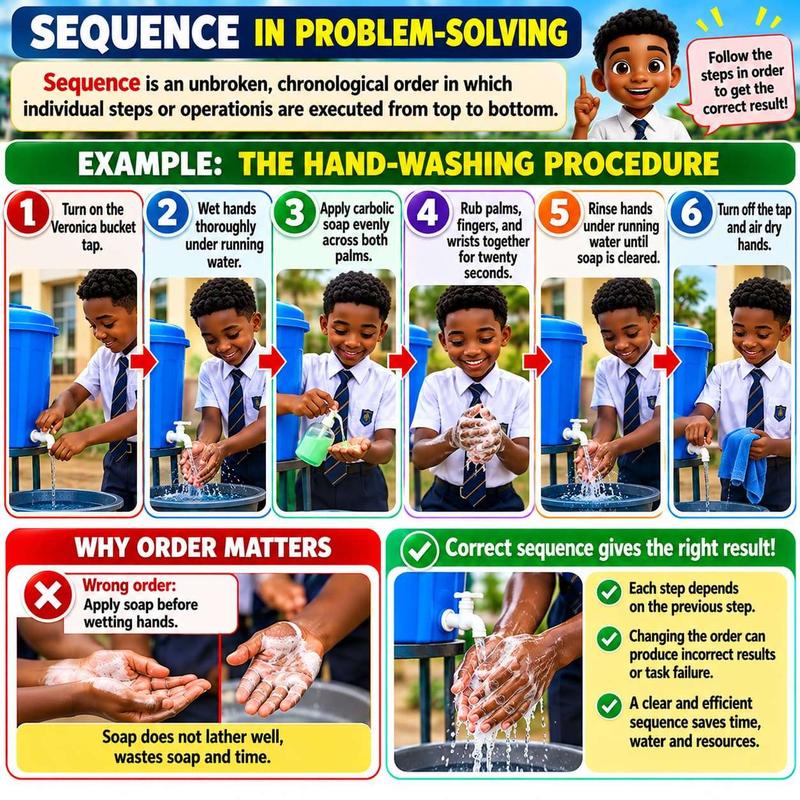 SEQUENCE IN PROBLEM-SOLVING
Sequence is an unbroken, chronological order in which
individual steps or operationis are executed from top to bottom.
Follow the
steps in order
to get the
correct result!
EXAMPLE: THE HAND-WASHING PROCEDURE
1
Turn on the
Veronica bucket
tap.
2
Wet hands
thoroughly
under running
water.
3
Apply carbolic
soap evenly
across both
palms.
4
Rub palms,
fingers, and
wrists together
for twenty
seconds.
5
Rinse hands
under running
water until
soap is cleared.
6
Turn off the tap
and air dry
hands.
WHY ORDER MATTERS
Wrong order:
Apply soap before
wetting hands.
Soap does not lather well,
wastes soap and time.
Correct sequence gives the right result!
Each step depends
on the previous step.
Changing the order can
produce incorrect results
or task failure.
A clear and efficient
sequence saves time,
water and resources.